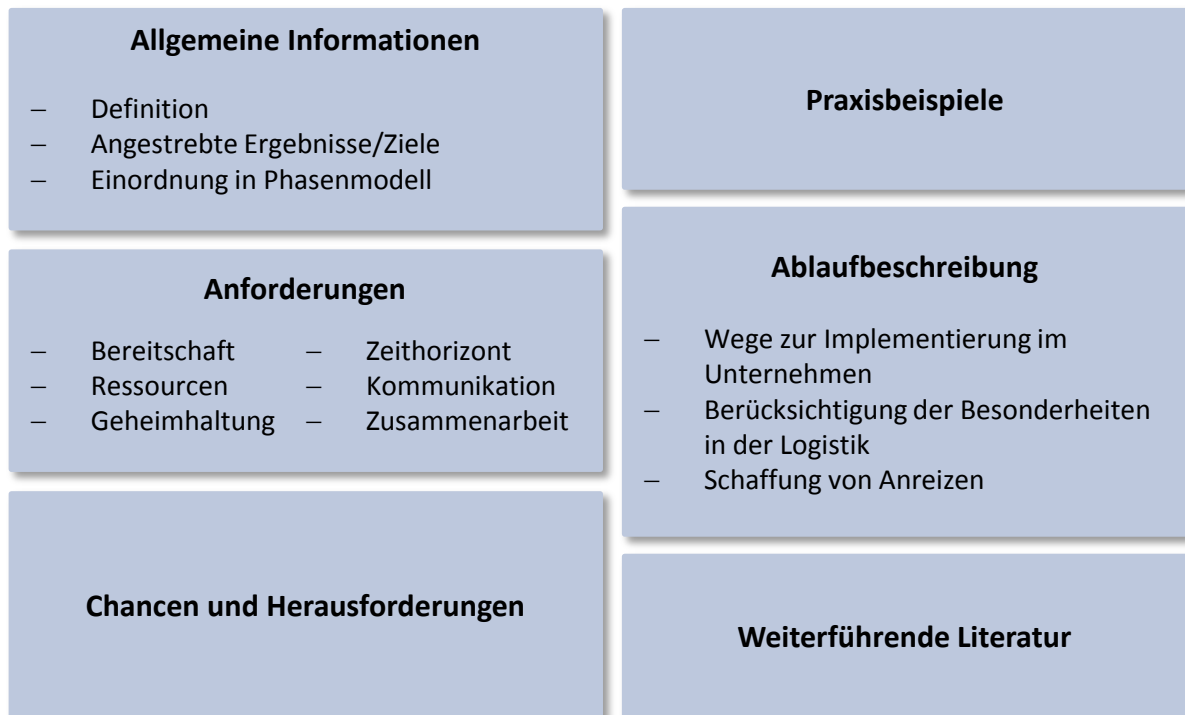 Allgemeine Informationen
– Definition
– Angestrebte Ergebnisse/Ziele
– Einordnung in Phasenmodell
Anforderungen
– Bereitschaft – Zeithorizont
– Ressourcen – Kommunikation
– Geheimhaltung – Zusammenarbeit
Chancen und Herausforderungen
Praxisbeispiele
Ablaufbeschreibung
– Wege zur Implementierung im
Unternehmen
– Berücksichtigung der Besonderheiten
in der Logistik
– Schaffung von Anreizen
Weiterführende Literatur